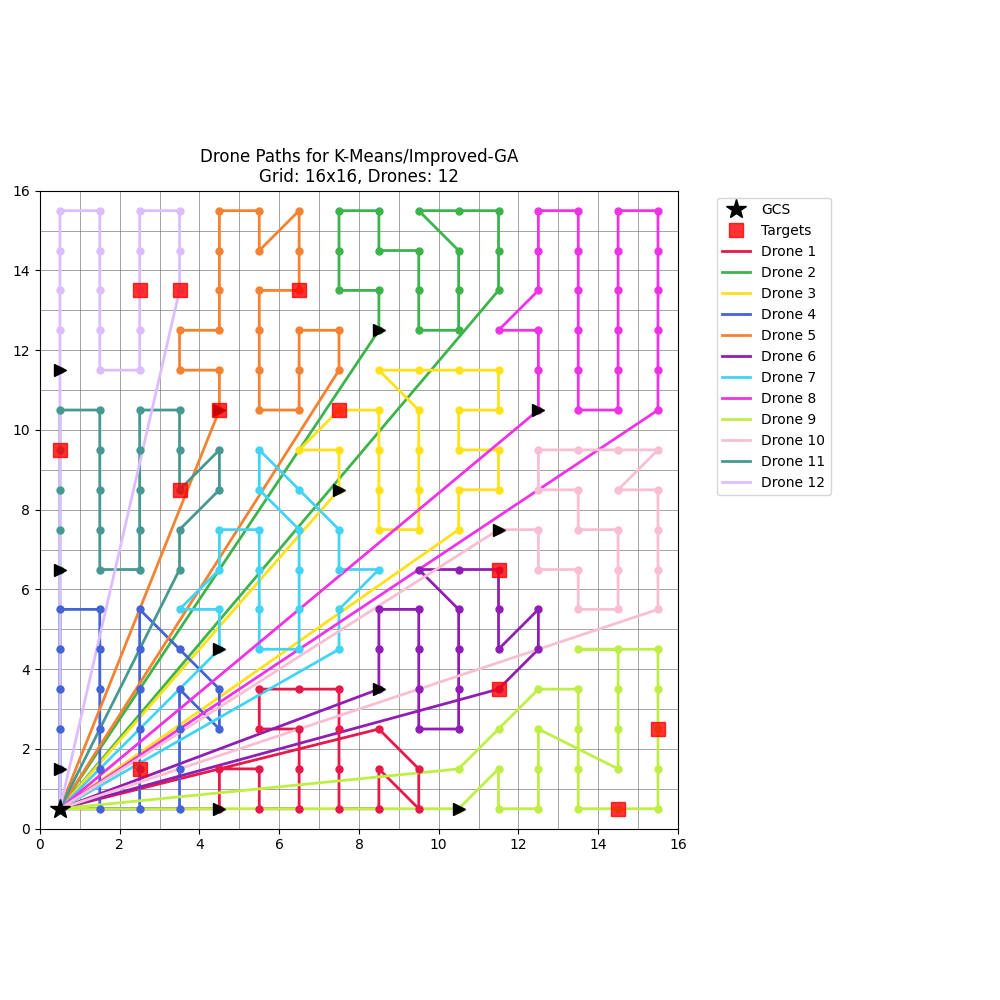 Drone Paths for K-Means/Improved-GA
Grid: 16x16, Drones: 12
16
14
12
10
8
6
4
2
0
0 2 4 6 8 10 12 14 16
GCS
Targets
Drone 1
Drone 2
Drone 3
Drone 4
Drone 5
Drone 6
Drone 7
Drone 8
Drone 9
Drone 10
Drone 11
Drone 12